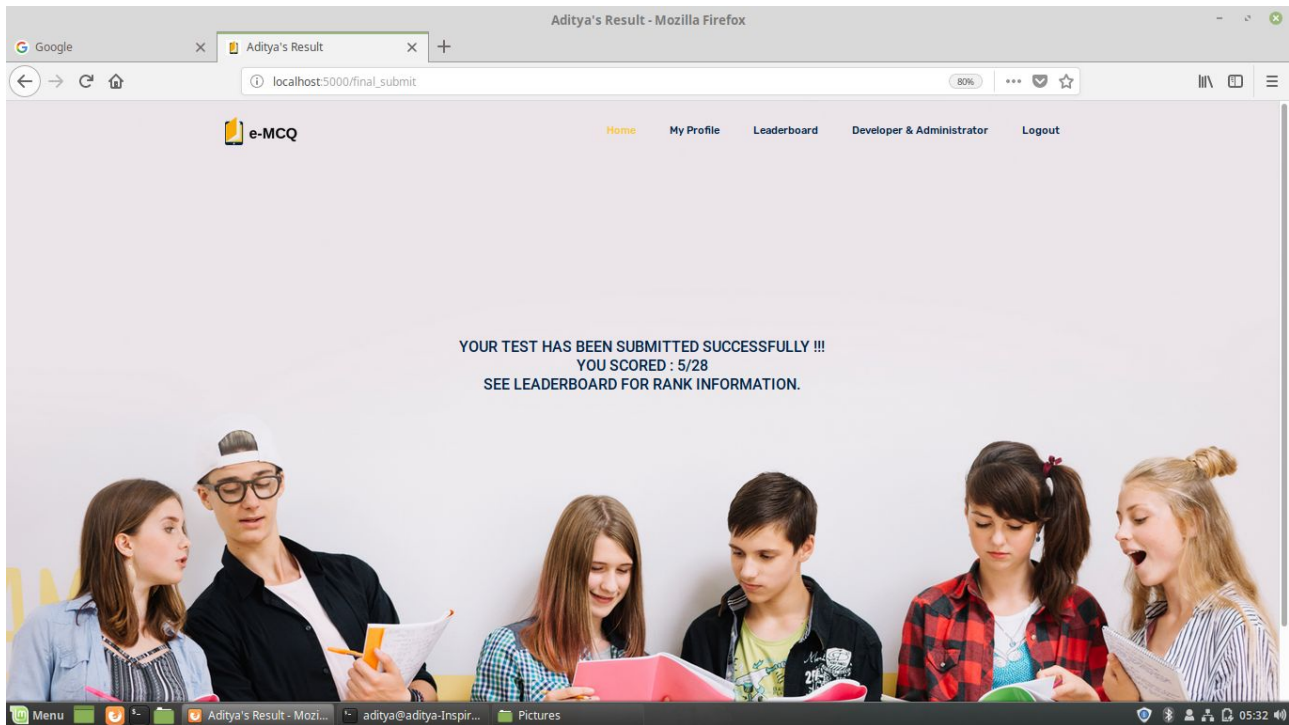 Aditya's Result - Mozilla Firefox
Google
Aditya's Result
localhost:5000/final_submit
80%
e-MCQ
Home My Profile Leaderboard Developer & Administrator Logout
YOUR TEST HAS BEEN SUBMITTED SUCCESSFULLY !!!
YOU SCORED : 5/28
SEE LEADERBOARD FOR RANK INFORMATION.
Menu Aditya's Result - Mozi... aditya@aditya-Inspir... Pictures 05:32